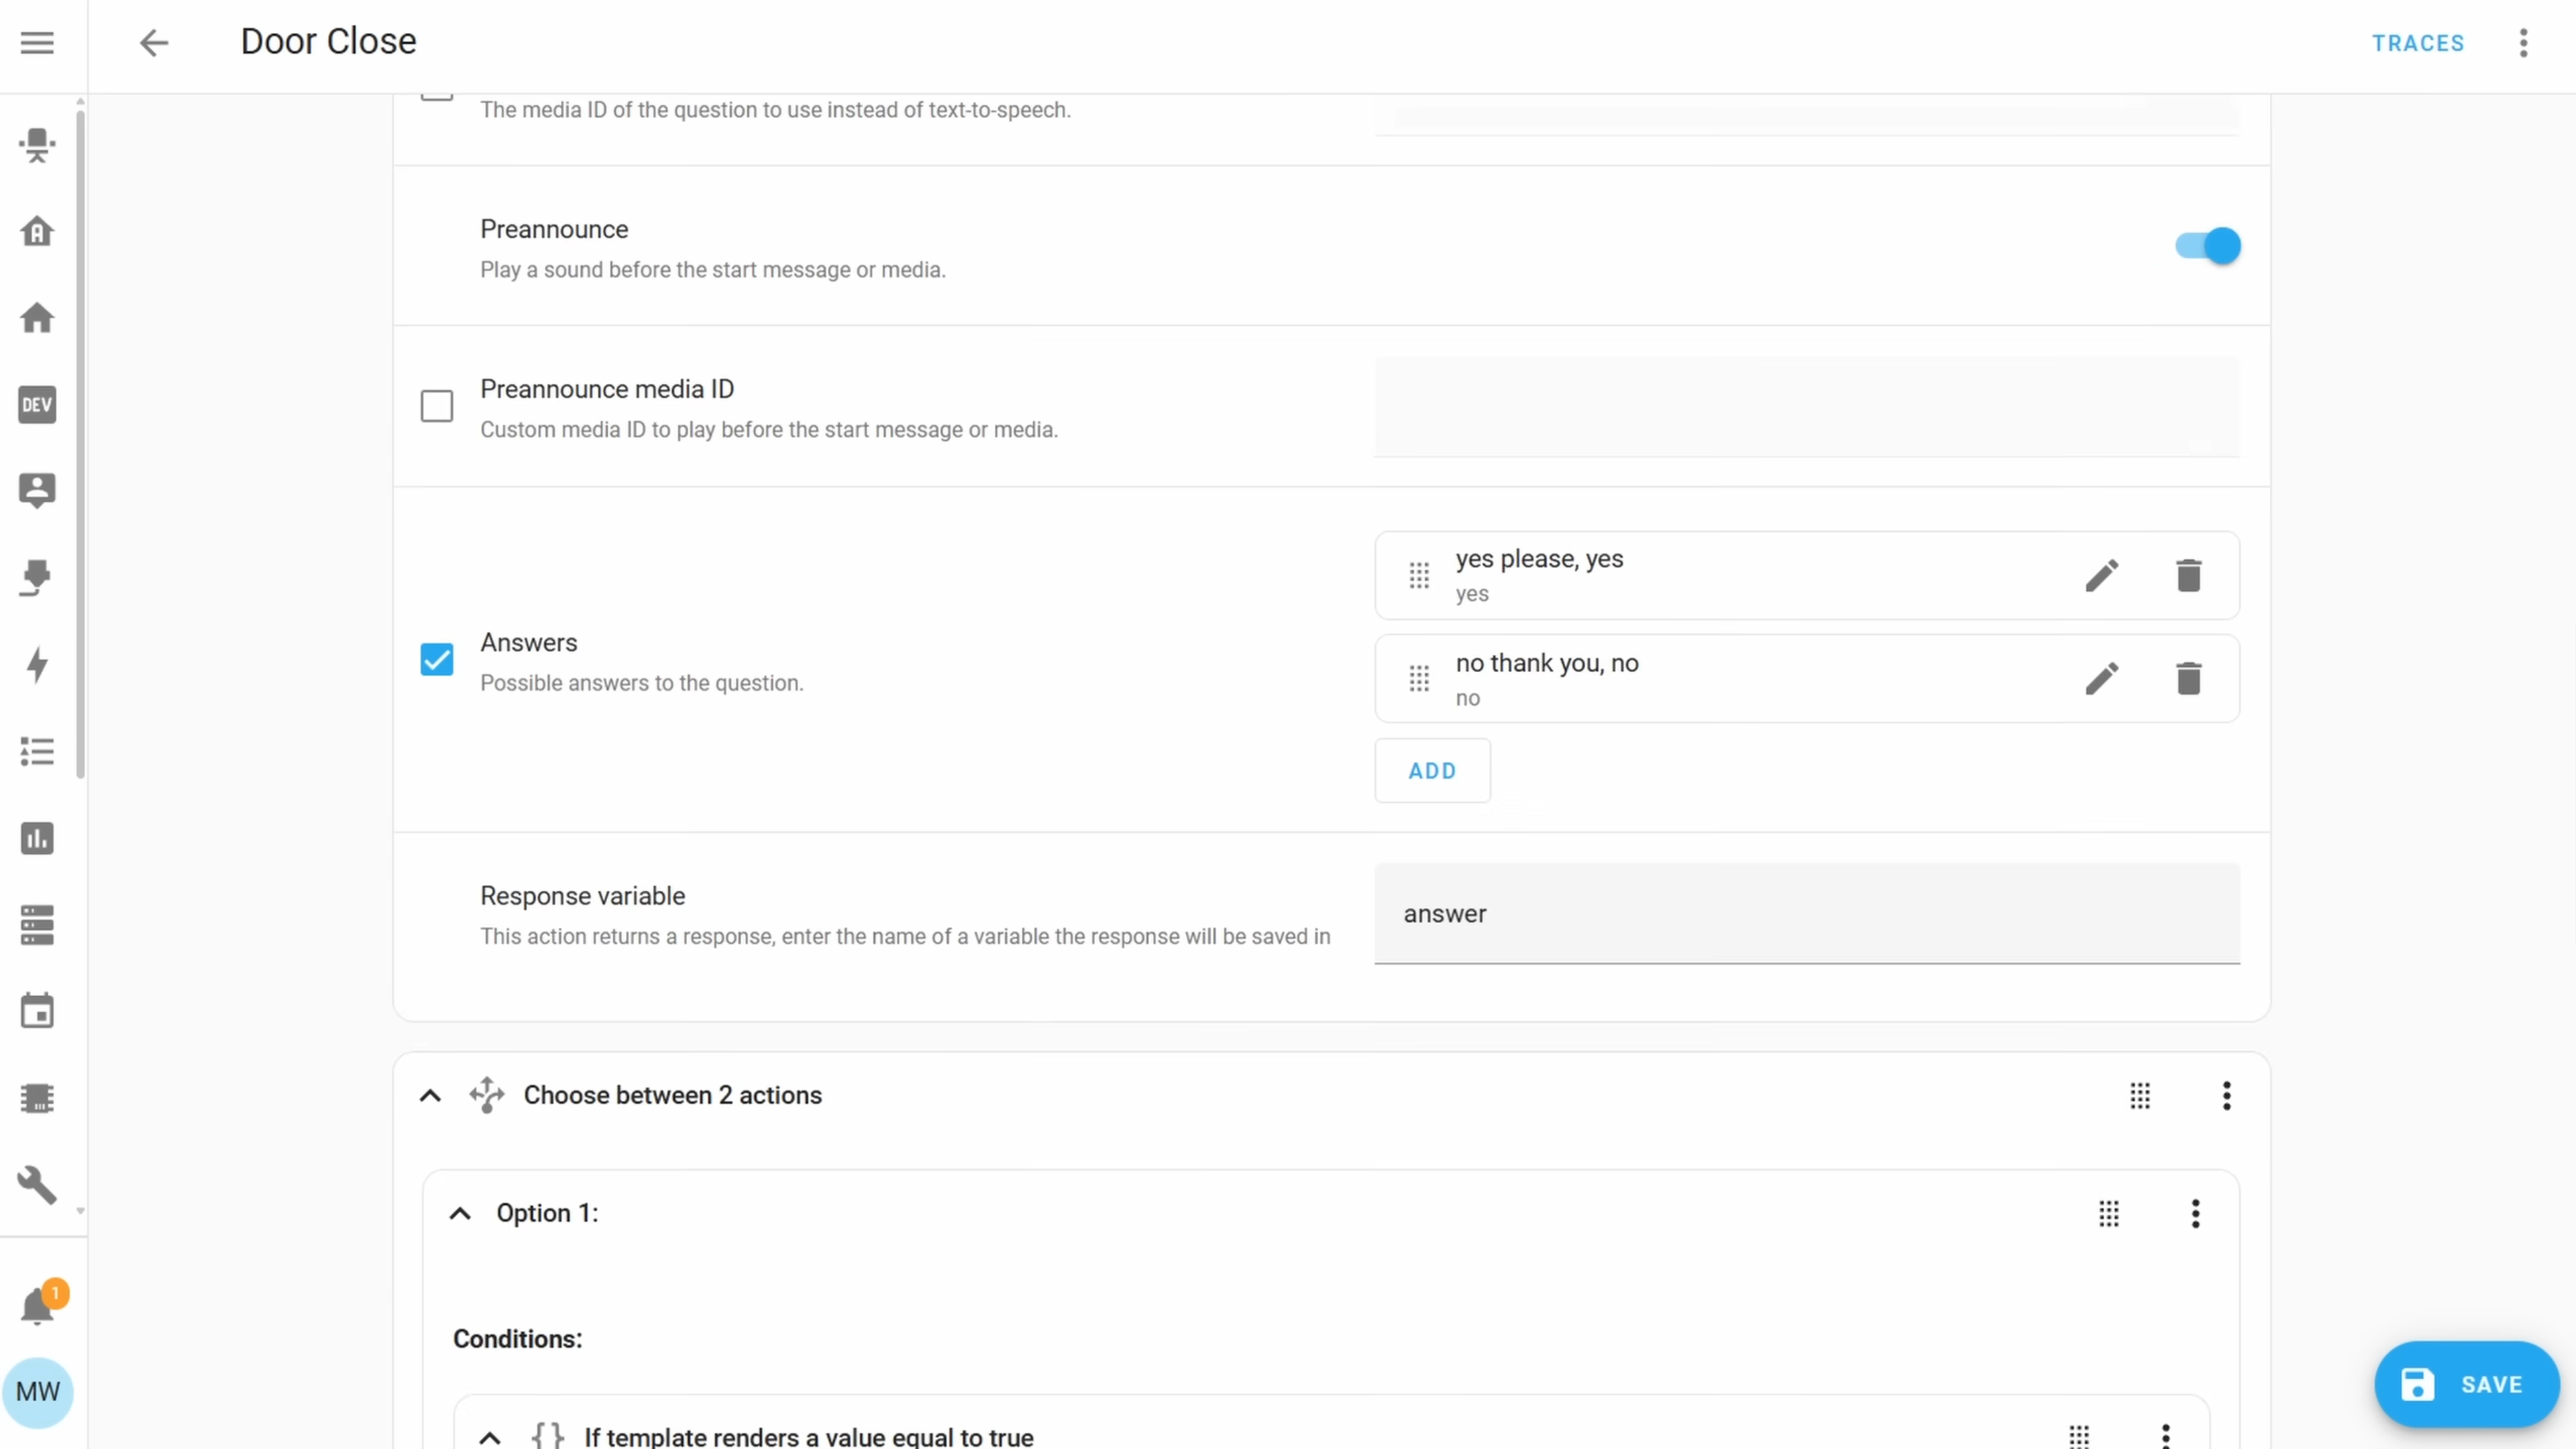 Door Close
TRACES
The media ID of the question to use instead of text-to-speech.
Preannounce
Play a sound before the start message or media.
DEV
Preannounce media ID
Custom media ID to play before the start message or media.
yes please, yes
yes
Answers
Possible answers to the question.
no thank you, no
no
ADD
Response variable
This action returns a response, enter the name of a variable the response will be saved in
answer
Choose between 2 actions
Option 1:
Conditions:
1
MW
SAVE
If template renders a value equal to true